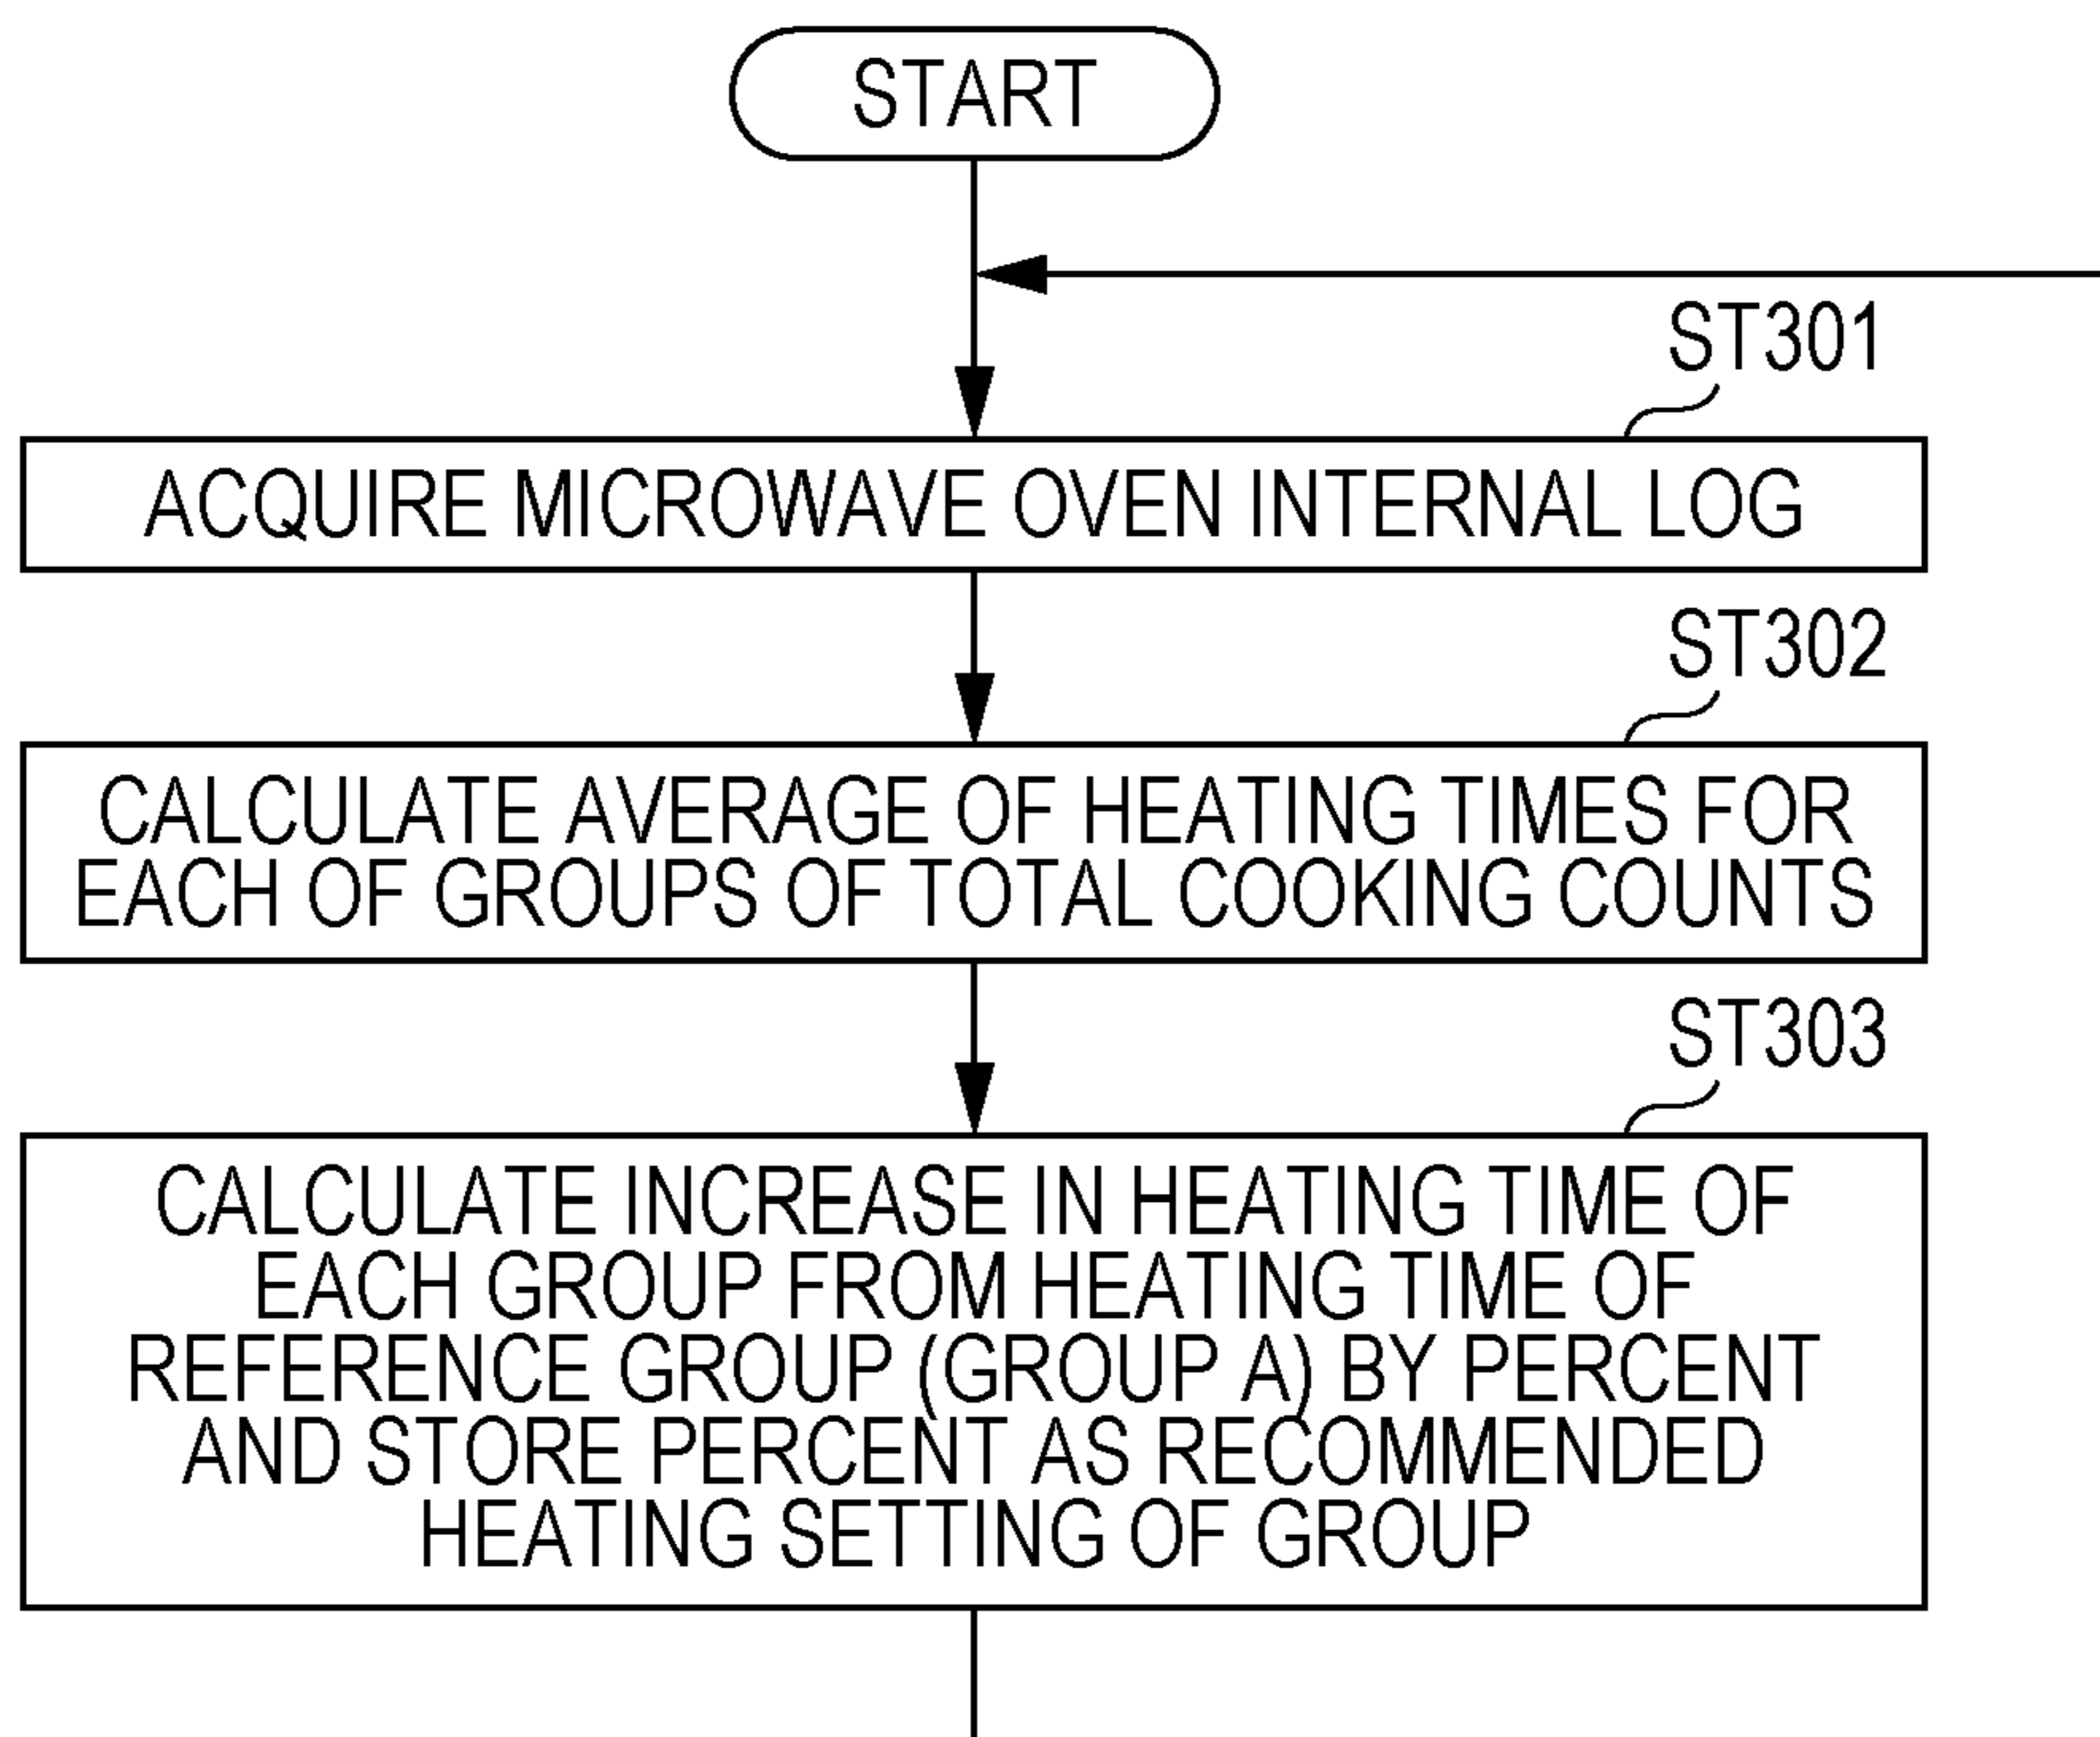 START
ST301
ACQUIRE MICROWAVE OVEN INTERNAL LOG
ST302
CALCULATE AVERAGE OF HEATING TIMES FOR
EACH OF GROUPS OF TOTAL COOKING COUNTS
ST303
CALCULATE INCREASE IN HEATING TIME OF
EACH GROUP FROM HEATING TIME OF
REFERENCE GROUP (GROUP A) BY PERCENT
AND STORE PERCENT AS RECOMMENDED
HEATING SETTING OF GROUP